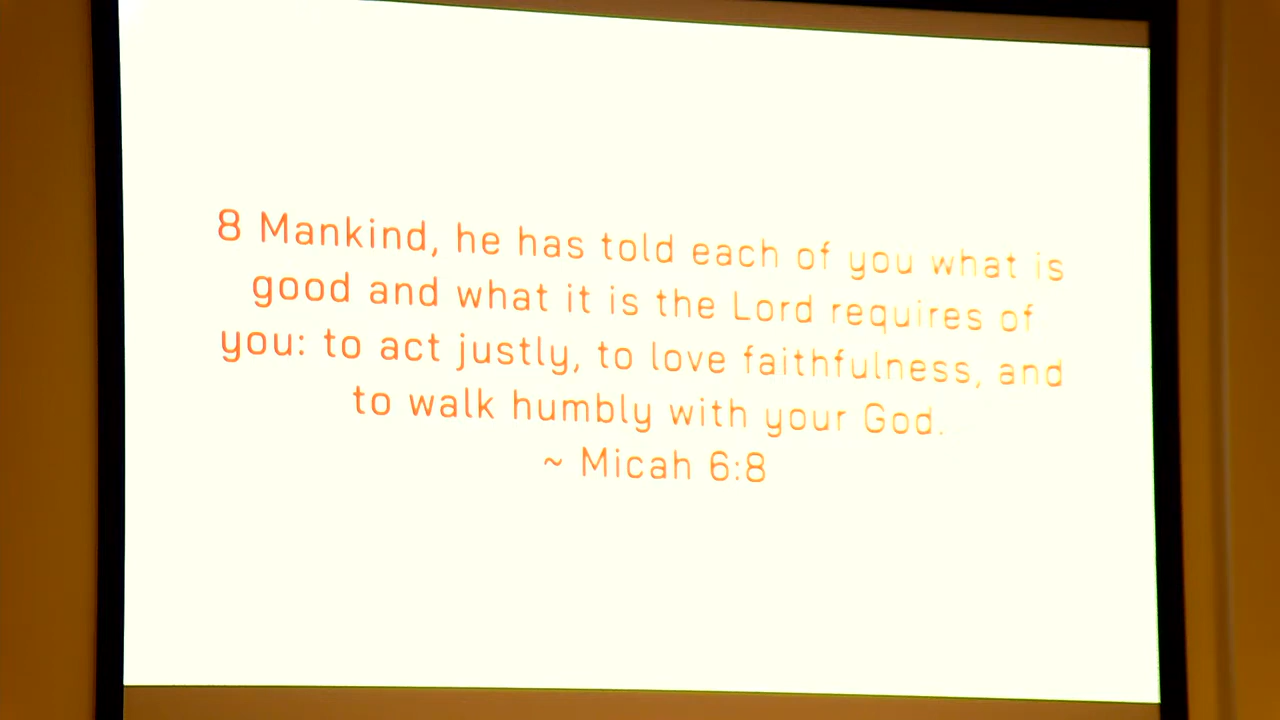 8 Mankind, he has told each of you what is
good and what it is the Lord requires of
you: to act justly, to love faithfulness, and
to walk humbly with your God.
~ Micah 6:8